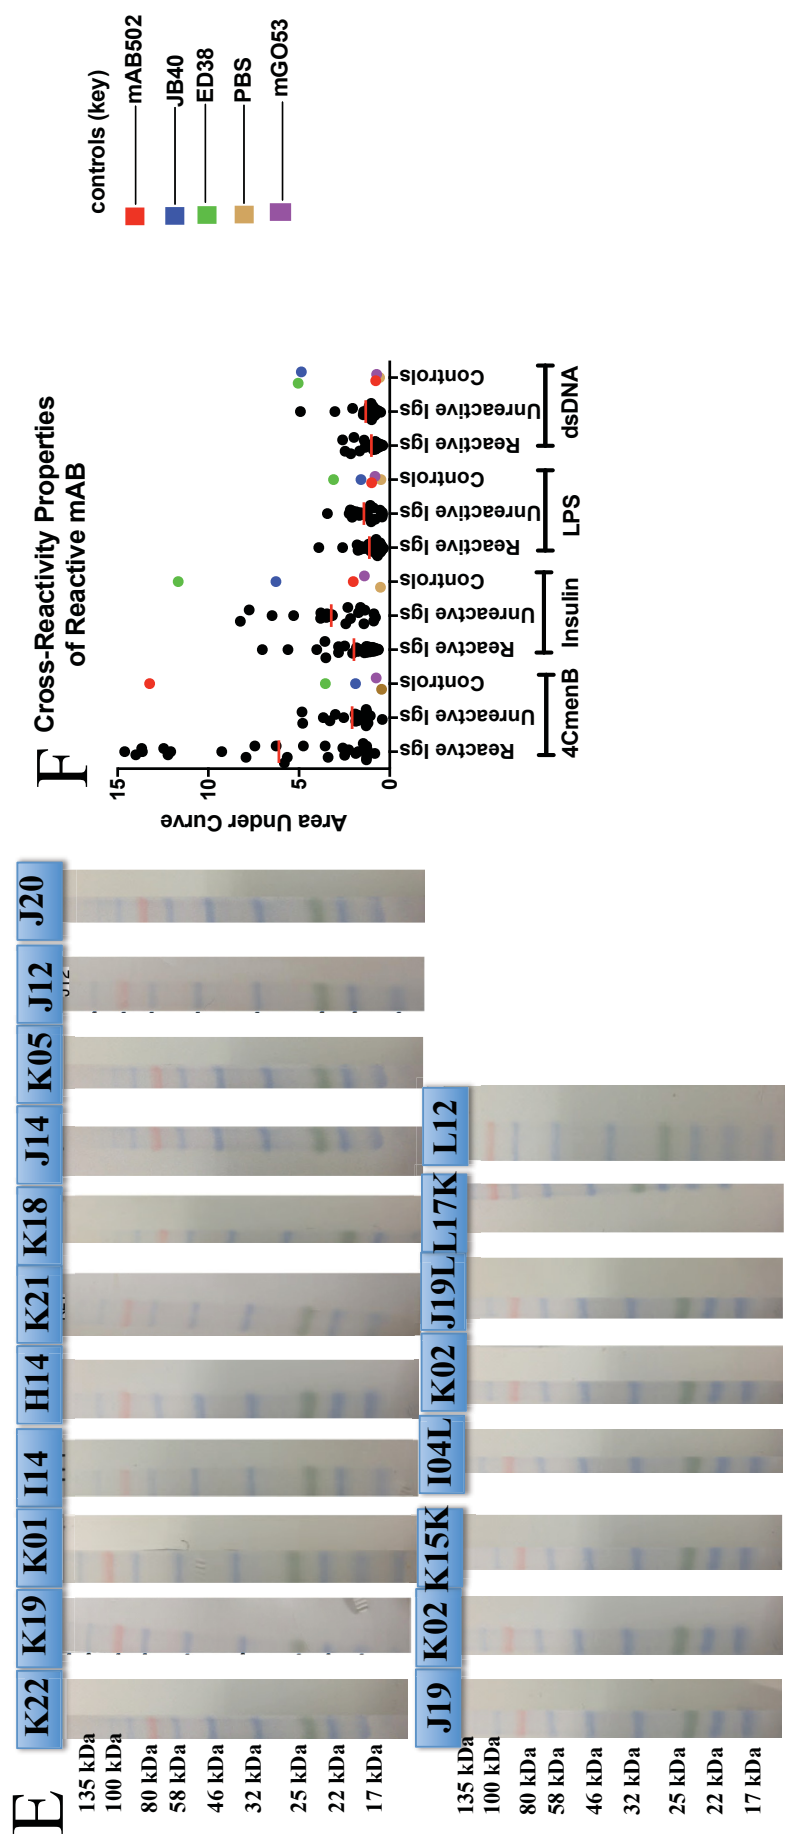 E
K22
K19
K01
I14
H14
K21
K18
J14
K05
J12
J20
J12
135 kDa
100 kDa
80 kDa
58 kDa
46 kDa
32 kDa
25 kDa
22 kDa
17 kDa
J19
K02
K15K
I04L
K02
J19L
L17K
L12
135 kDa
100 kDa
80 kDa
58 kDa
46 kDa
32 kDa
25 kDa
22 kDa
17 kDa
F
Cross-Reactivity Properties
of Reactive mAB
Area Under Curve
15
10
5
0
Reactve Igs
Unreactve Igs
Controls
Reactve Igs
Unreactve Igs
Controls
Reactive Igs
Unreactive Igs
Controls
Reactive Igs
Unreactive Igs
Controls
4CmenB
Insulin
LPS
dsDNA
controls (key)
mAB502
JB40
ED38
PBS
mGO53